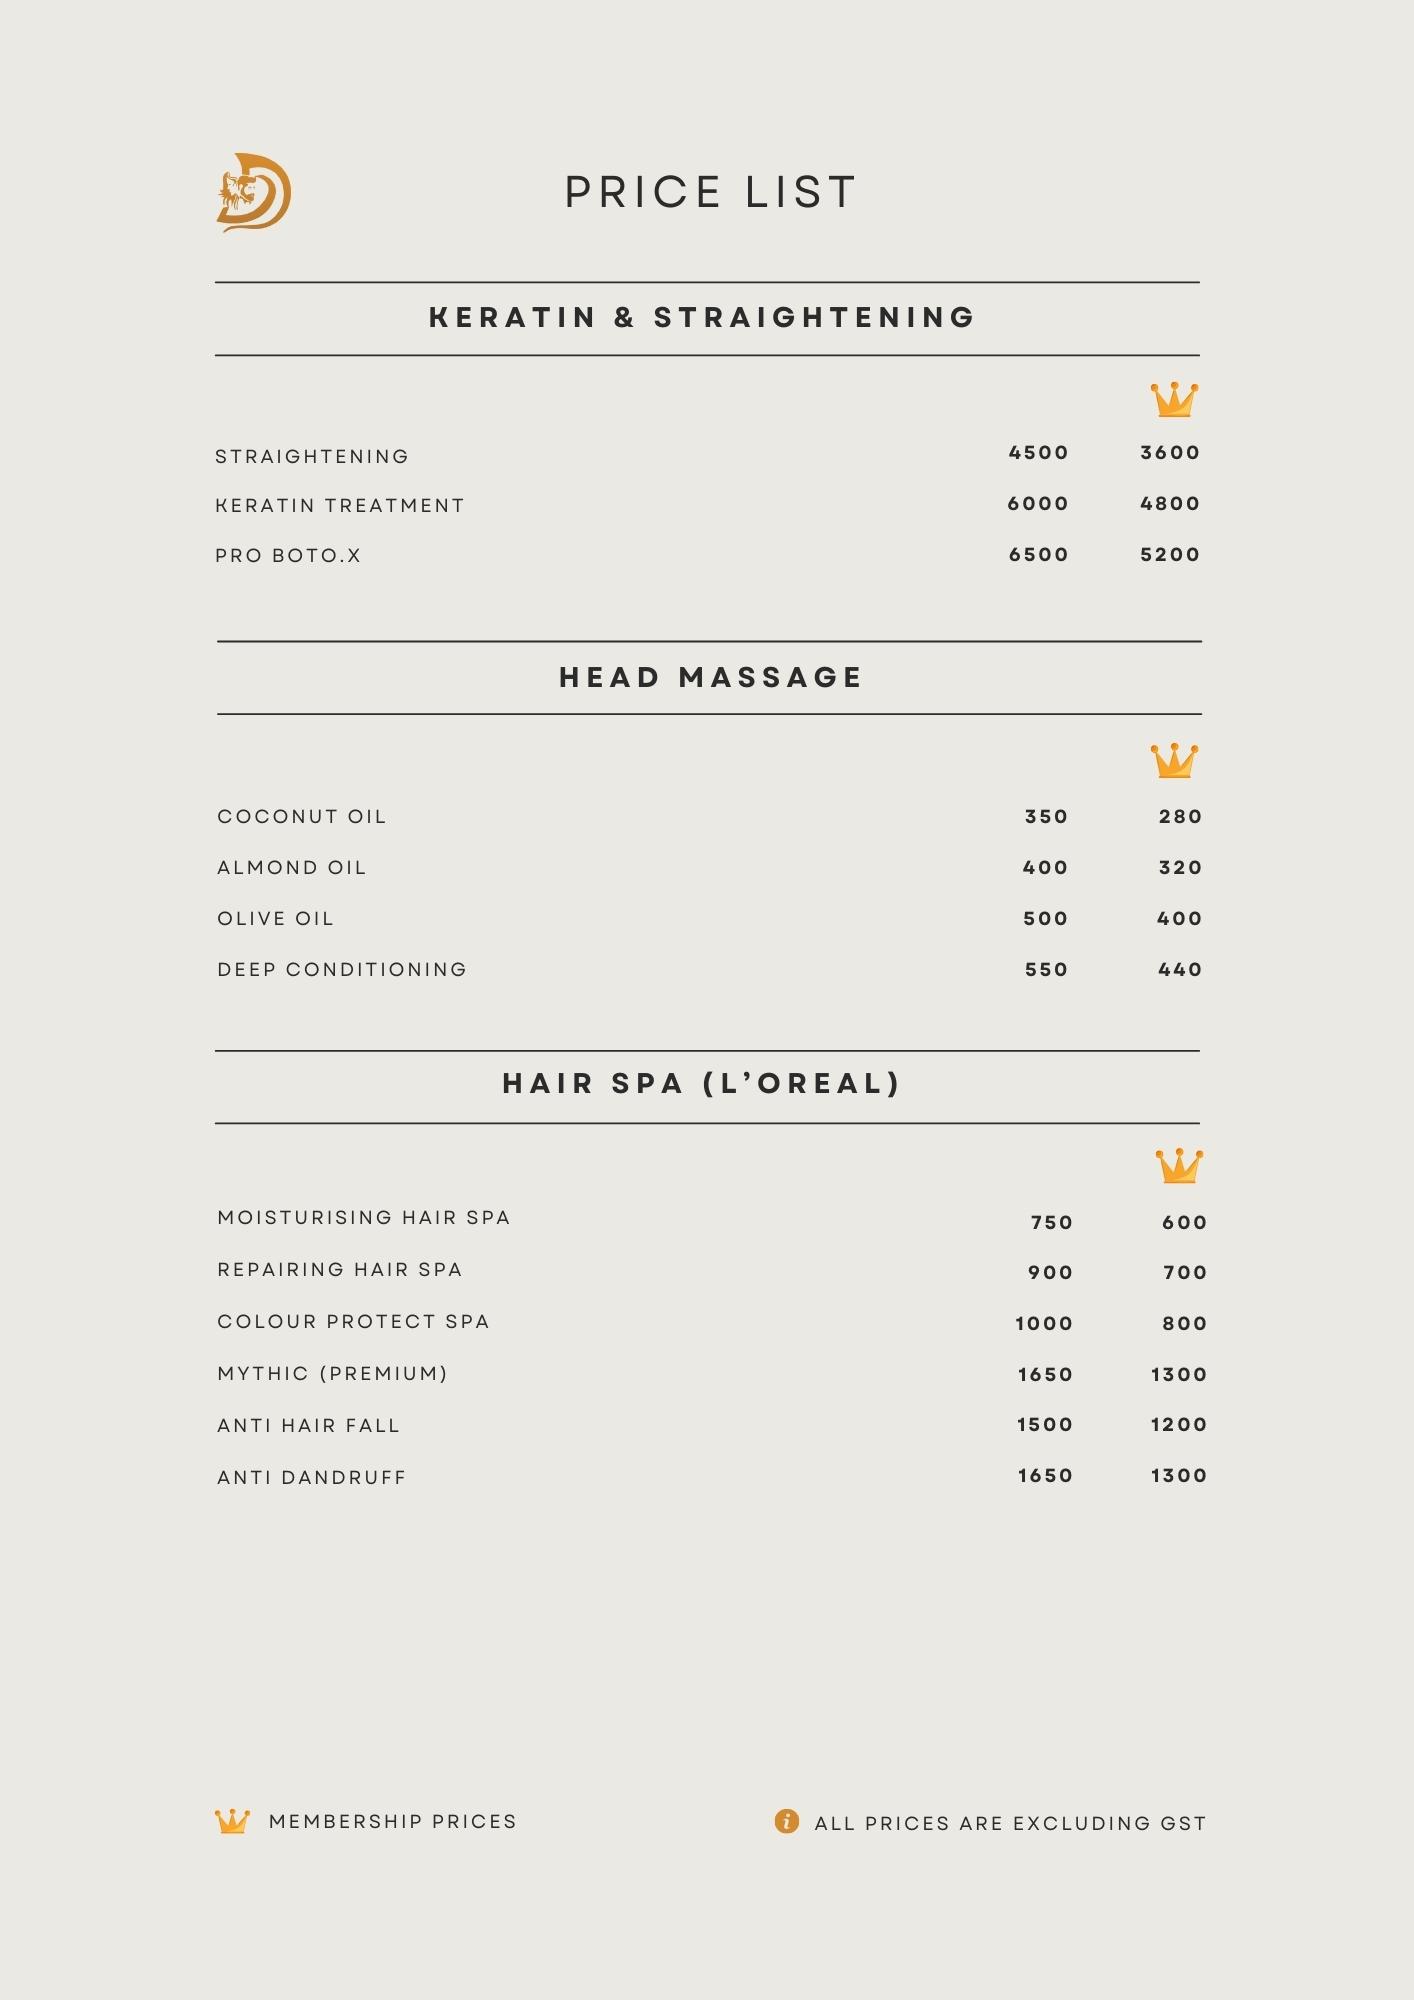 PRICE LIST
KERATIN & STRAIGHTENING
STRAIGHTENING 4500 3600
KERATIN TREATMENT 6000 4800
PRO BOTO.X 6500 5200
HEAD MASSAGE
COCONUT OIL 350 280
ALMOND OIL 400 320
OLIVE OIL 500 400
DEEP CONDITIONING 550 440
HAIR SPA (L’OREAL)
MOISTURISING HAIR SPA 750 600
REPAIRING HAIR SPA 900 700
COLOUR PROTECT SPA 1000 800
MYTHIC (PREMIUM) 1650 1300
ANTI HAIR FALL 1500 1200
ANTI DANDRUFF 1650 1300
MEMBERSHIP PRICES
ALL PRICES ARE EXCLUDING GST